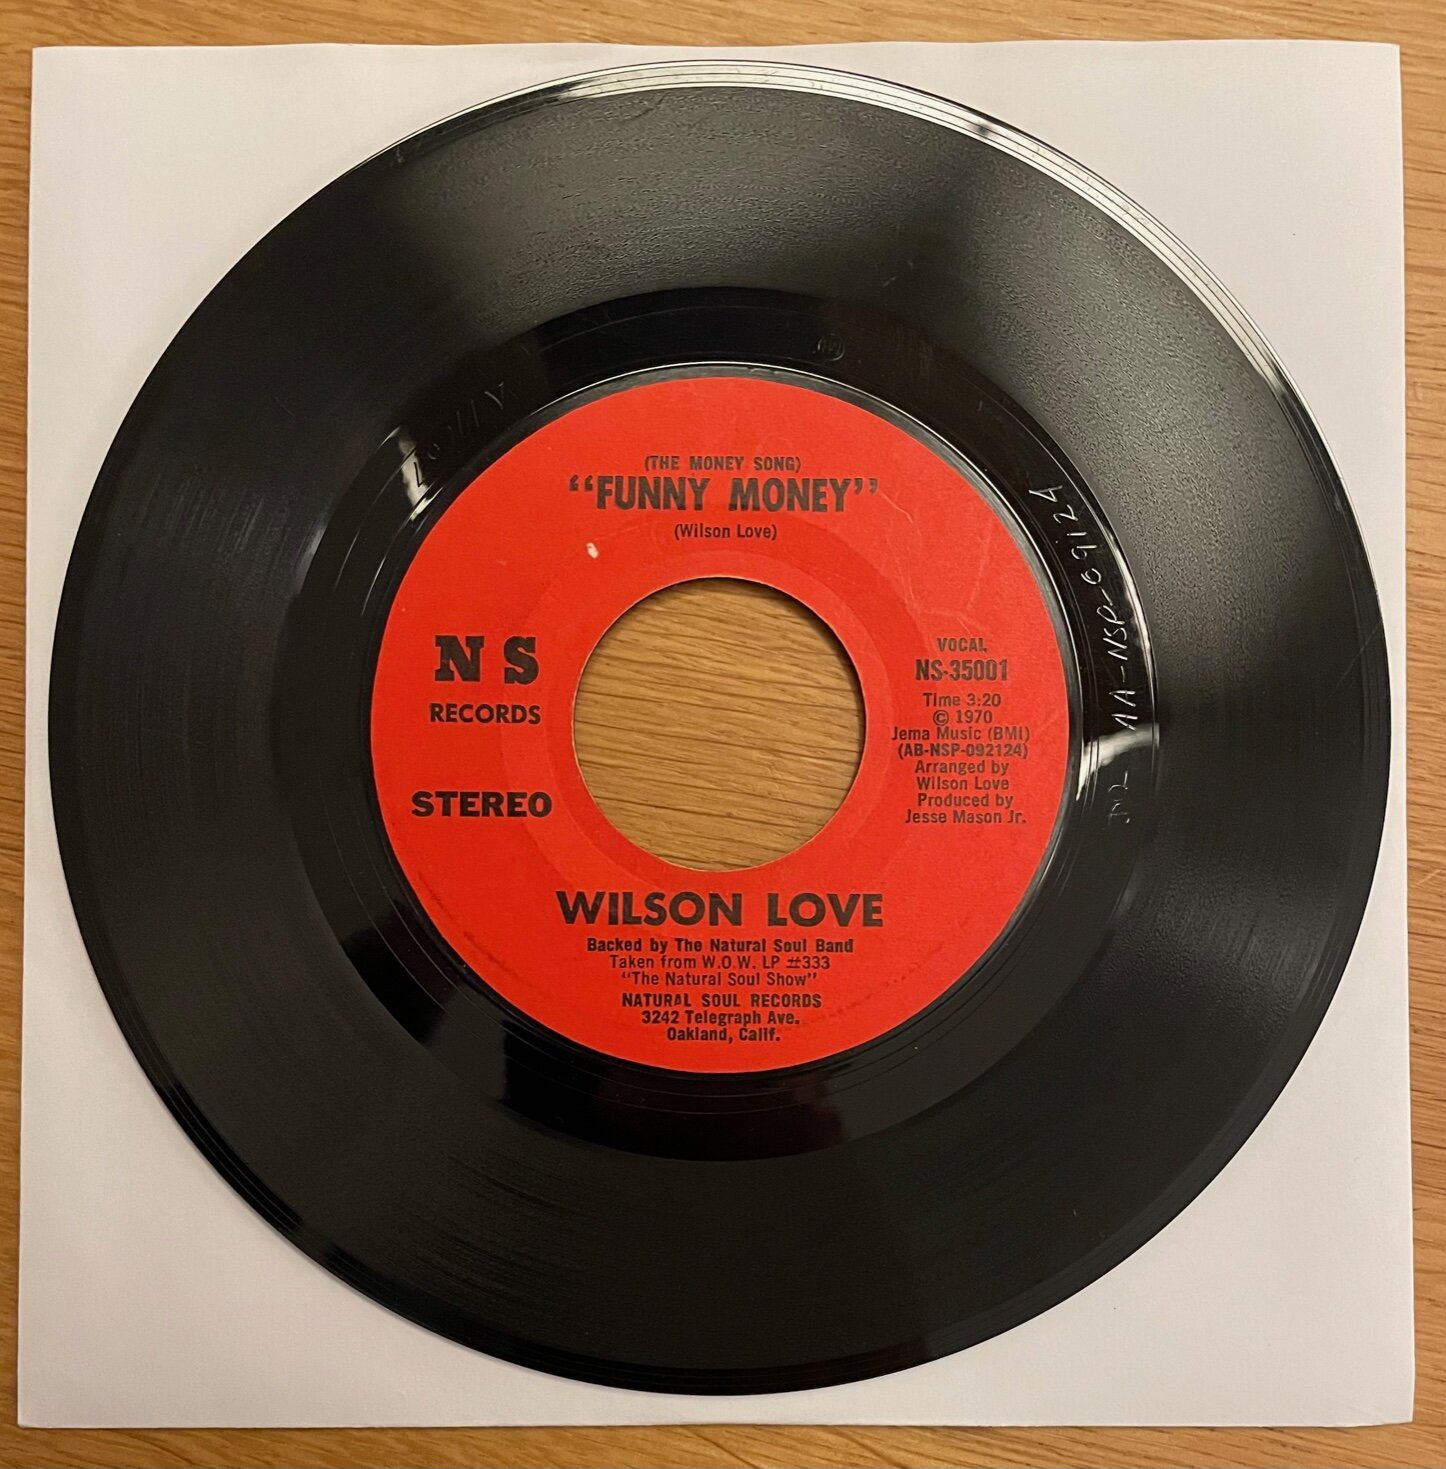 (THE MONEY SONG)
“FUNNY MONEY”
(Wilson Love)
N S
RECORDS
STEREO
VOCAL
NS-35001
Time 3:20
© 1970
Jema Music (BMI)
(AB-NSP-092124)
Arranged by
Wilson Love
Produced by
Jesse Mason Jr.
WILSON LOVE
Backed by The Natural Soul Band
Taken from W.O.W. LP #333
“The Natural Soul Show”
NATURAL SOUL RECORDS
3242 Telegraph Ave.
Oakland, Calif.